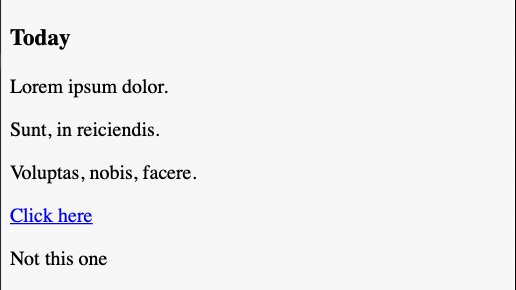 Today
Lorem ipsum dolor.
Sunt, in reiciendis.
Voluptas, nobis, facere.
Click here
Not this one